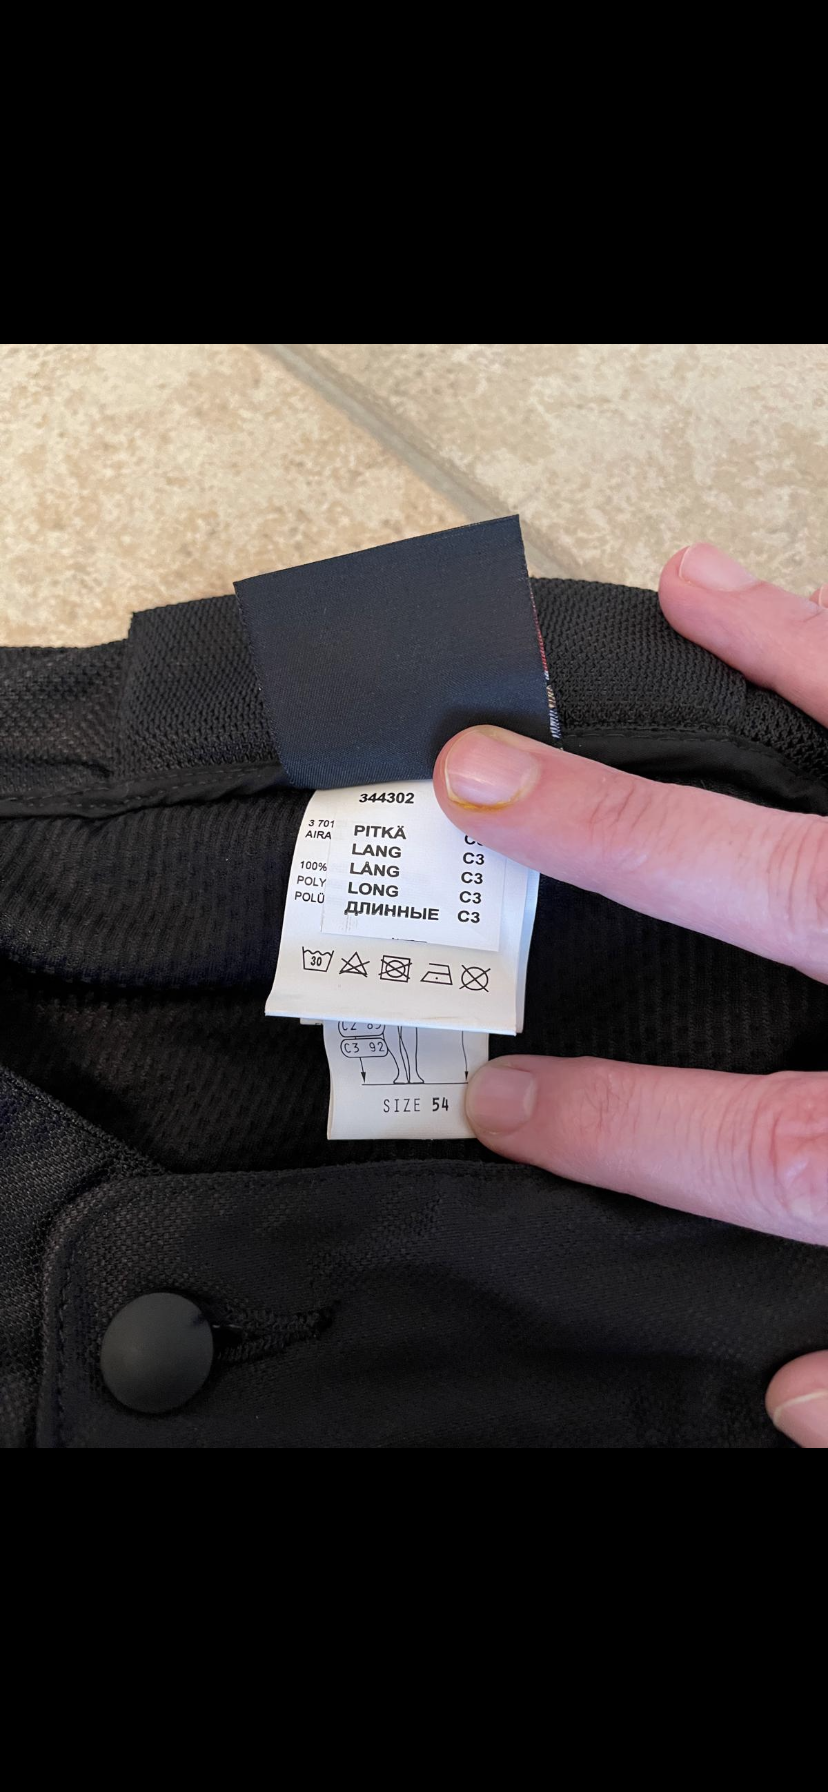 344302
3 701
AIRA
PITKÄ
LANG C3
LÅNG C3
LONG C3
ДЛИННЫЕ C3
100%
POLY
POLÜ
30
C3 92
SIZE 54